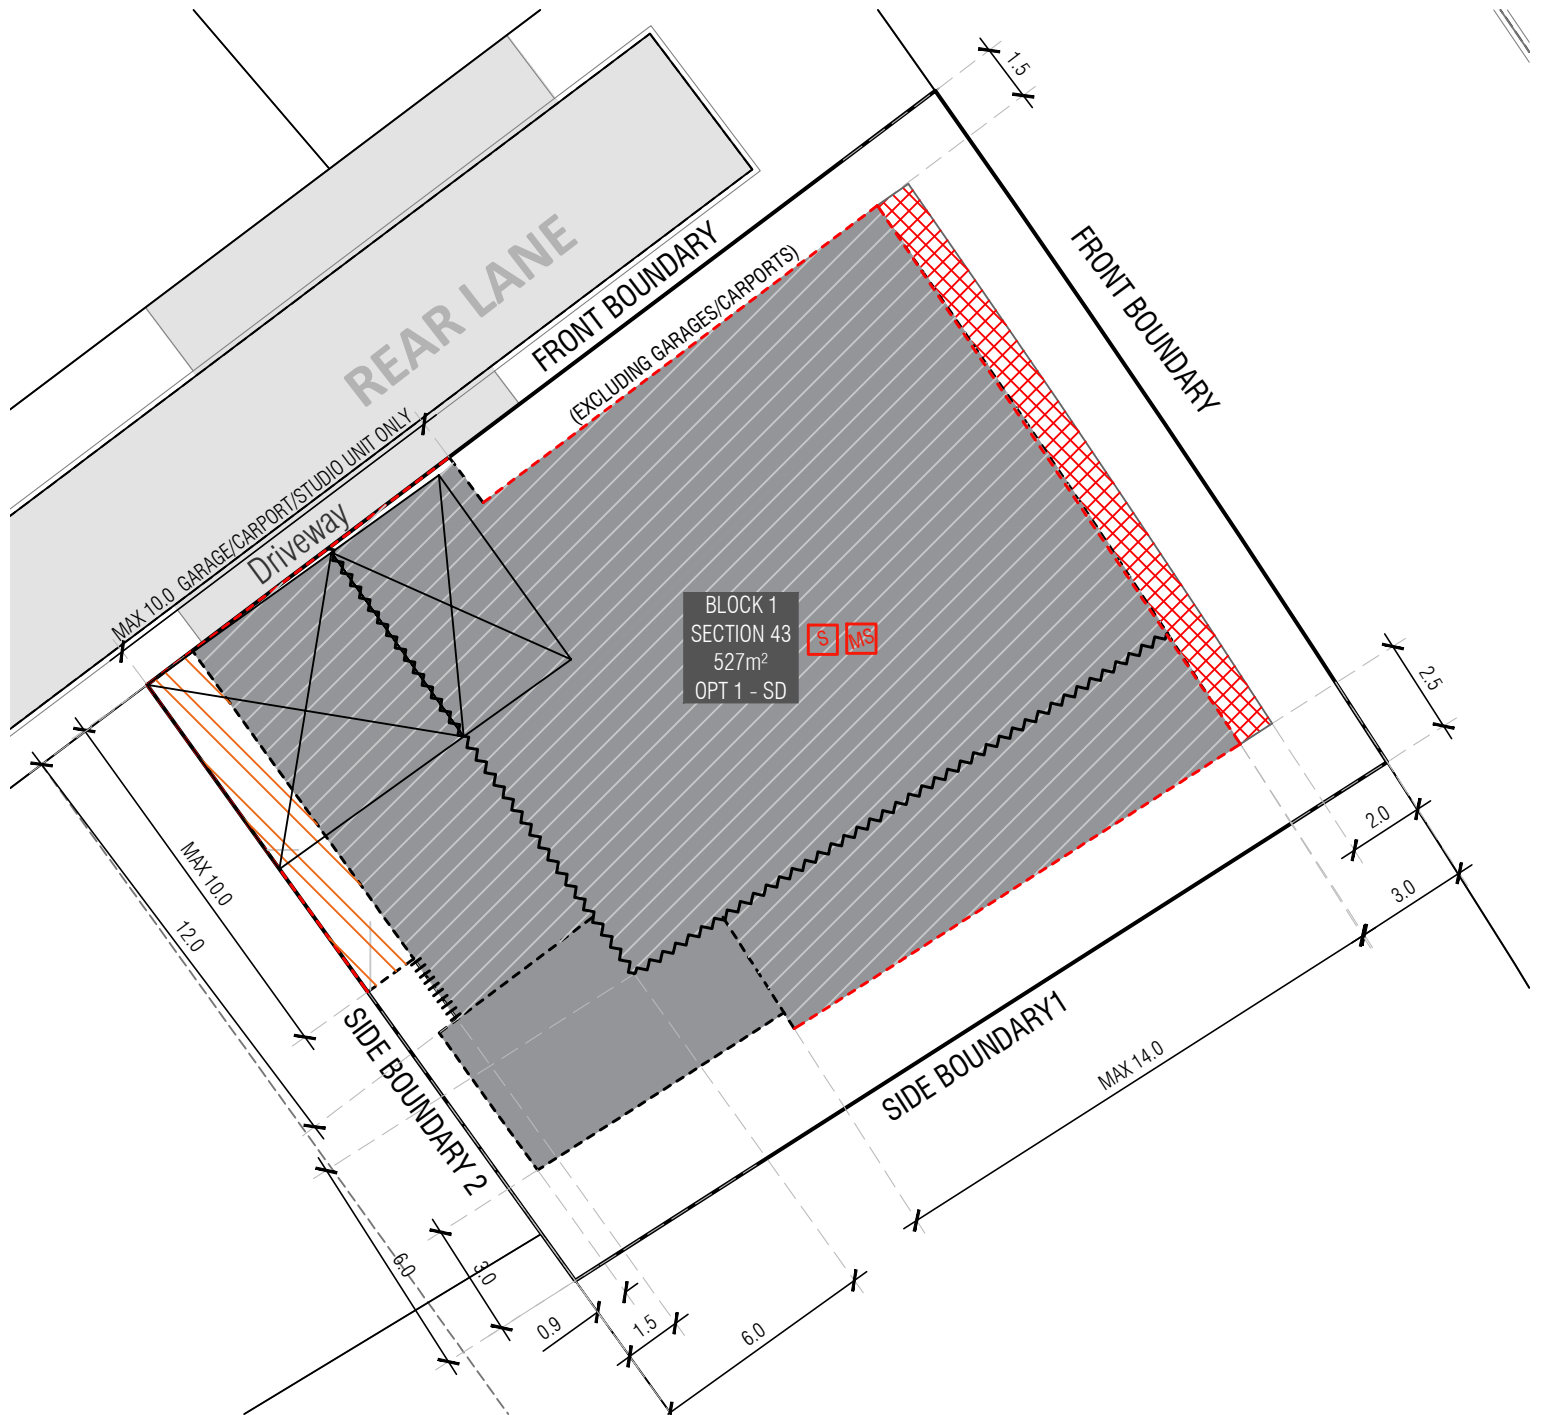 1.5
REAR LANE
FRONT BOUNDARY
(EXCLUDING GARAGES/CARPORTS)
FRONT BOUNDARY
MAX 10.0 GARAGE/CARPORT/STUDIO UNIT ONLY
Driveway
BLOCK 1
SECTION 43
527m²
OPT 1 - SD
S
MS
2.5
2.0
3.0
MAX 10.0
12.0
SIDE BOUNDARY 2
SIDE BOUNDARY1
MAX 14.0
6.0
3.0
0.9
1.5
6.0